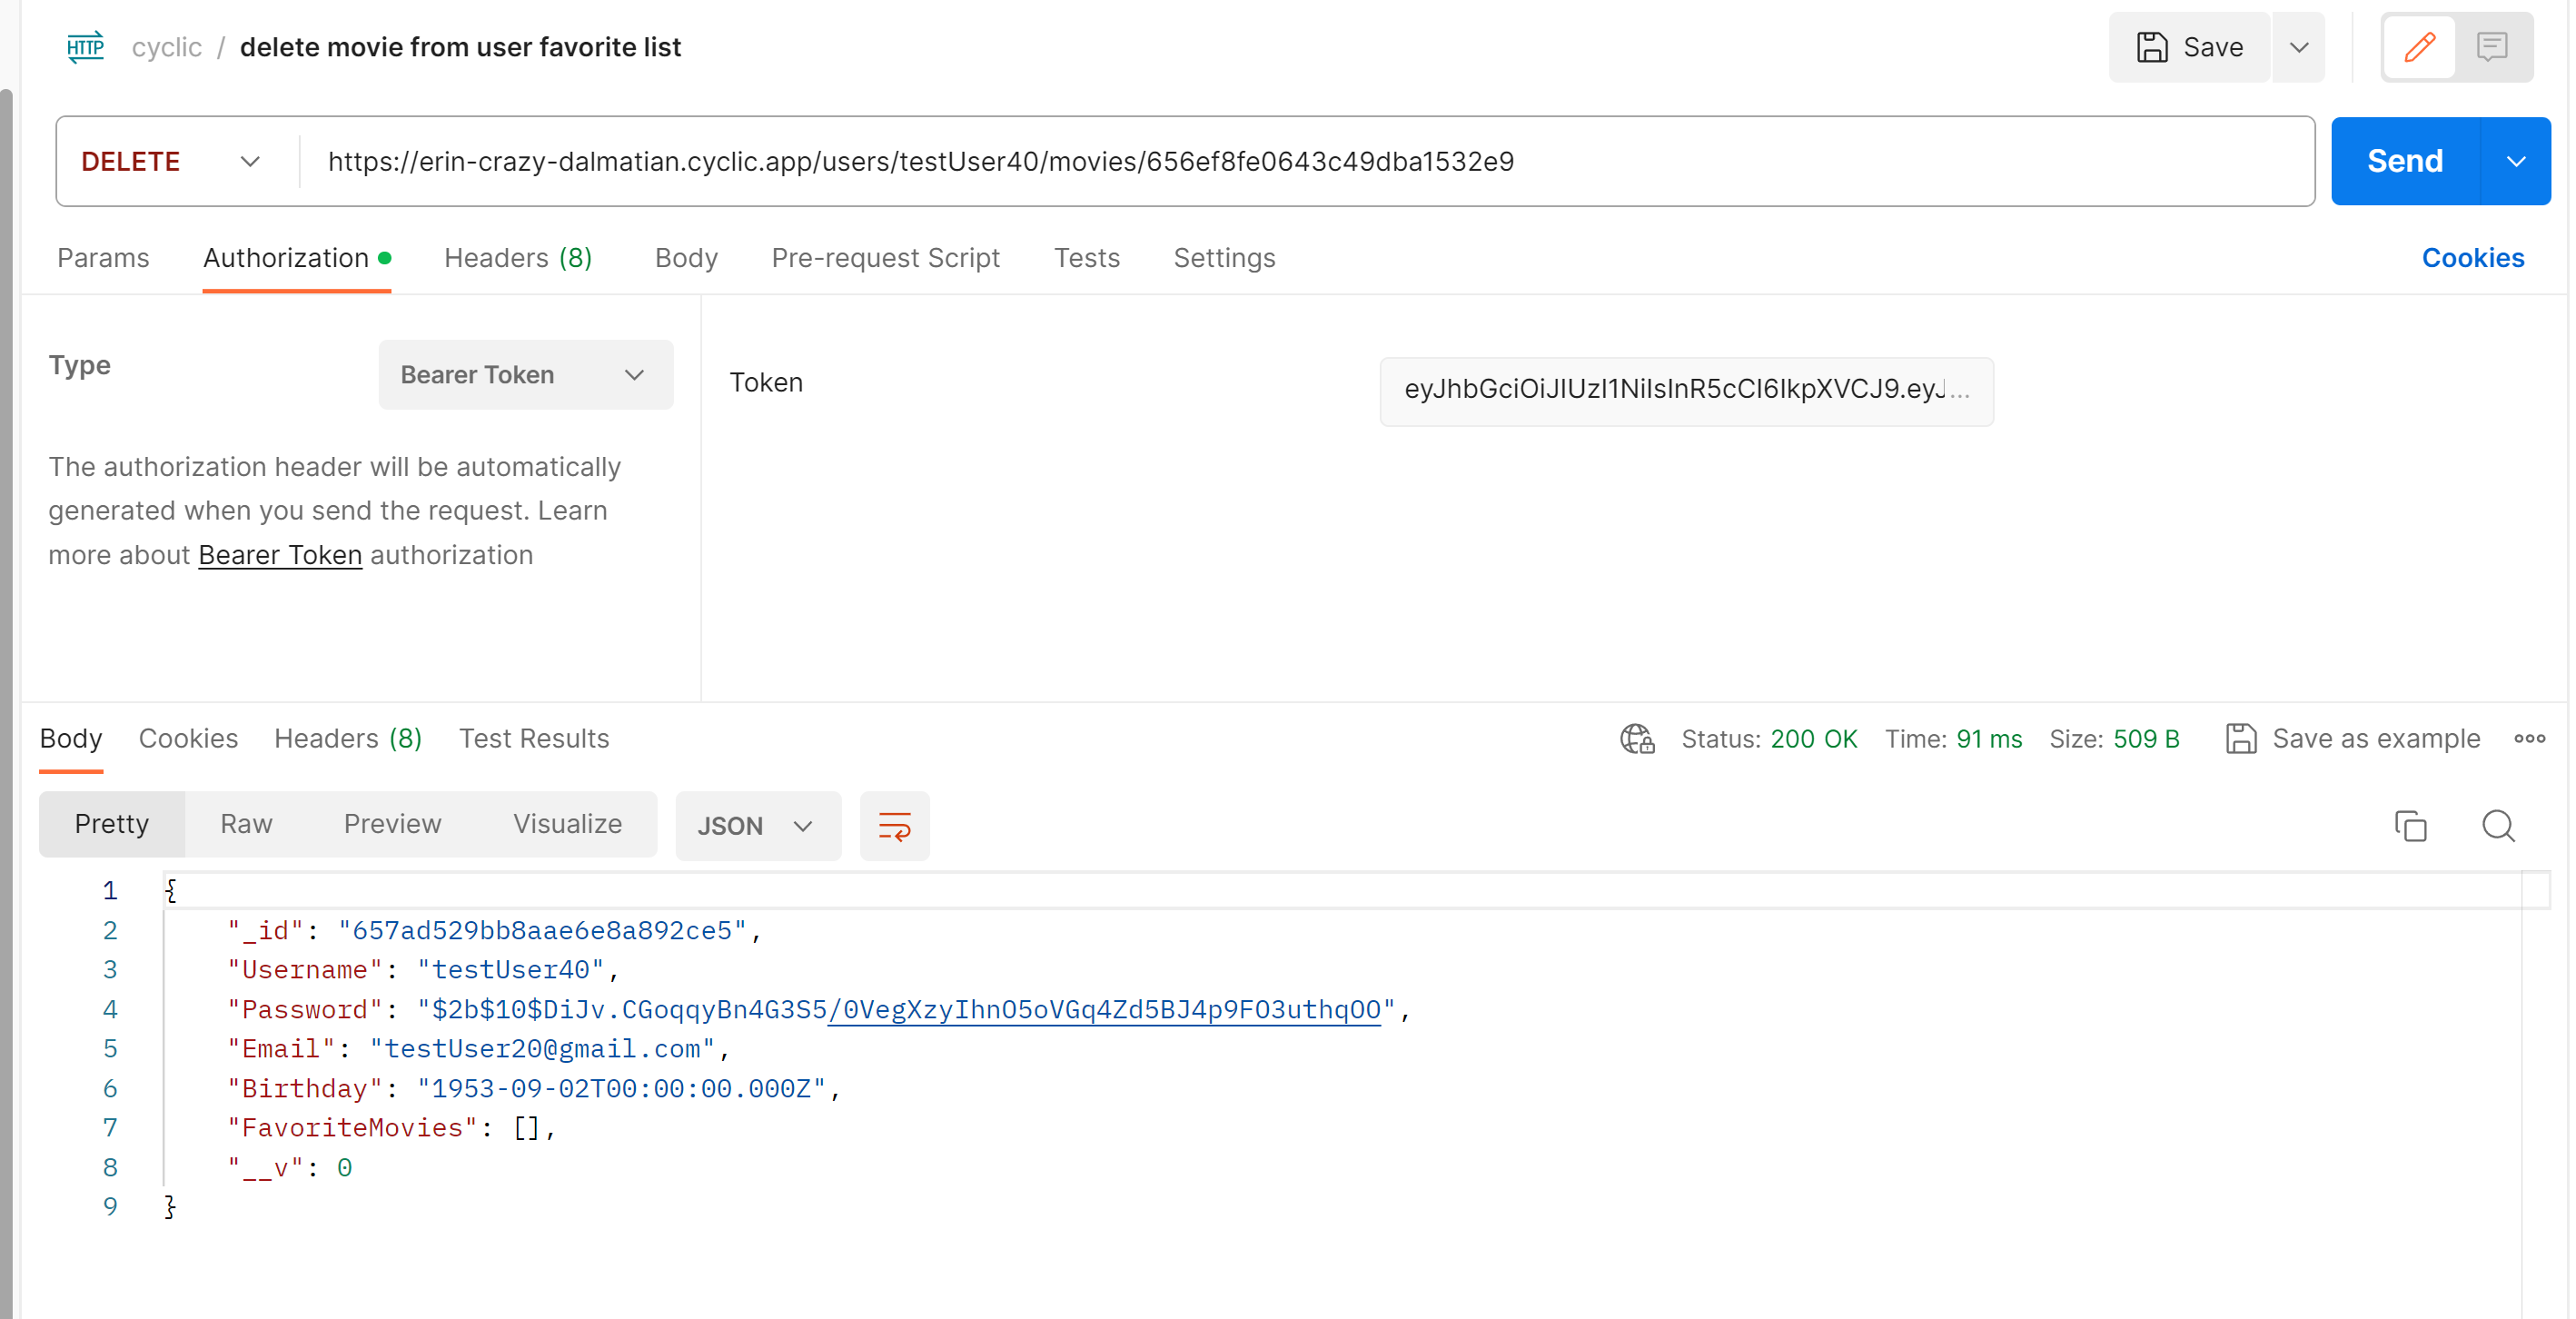 HTTP cyclic / delete movie from user favorite list Save
DELETE https://erin-crazy-dalmatian.cyclic.app/users/testUser40/movies/656ef8fe0643c49dba1532e9 Send
Params Authorization Headers (8) Body Pre-request Script Tests Settings Cookies
Type Bearer Token
Token eyJhbGciOiJIUzI1NiIsInR5cCI6IkpXVCJ9.eyJ...
The authorization header will be automatically
generated when you send the request. Learn
more about Bearer Token authorization
Body Cookies Headers (8) Test Results Status: 200 OK Time: 91 ms Size: 509 B Save as example
Pretty Raw Preview Visualize JSON
1 {
2 "_id": "657ad529bb8aae6e8a892ce5",
3 "Username": "testUser40",
4 "Password": "$2b$10$DiJv.CGoqqyBn4G3S5/0VegXzyIhnO5oVGq4Zd5BJ4p9FO3uthqOO",
5 "Email": "testUser20@gmail.com",
6 "Birthday": "1953-09-02T00:00:00.000Z",
7 "FavoriteMovies": [],
8 "__v": 0
9 }